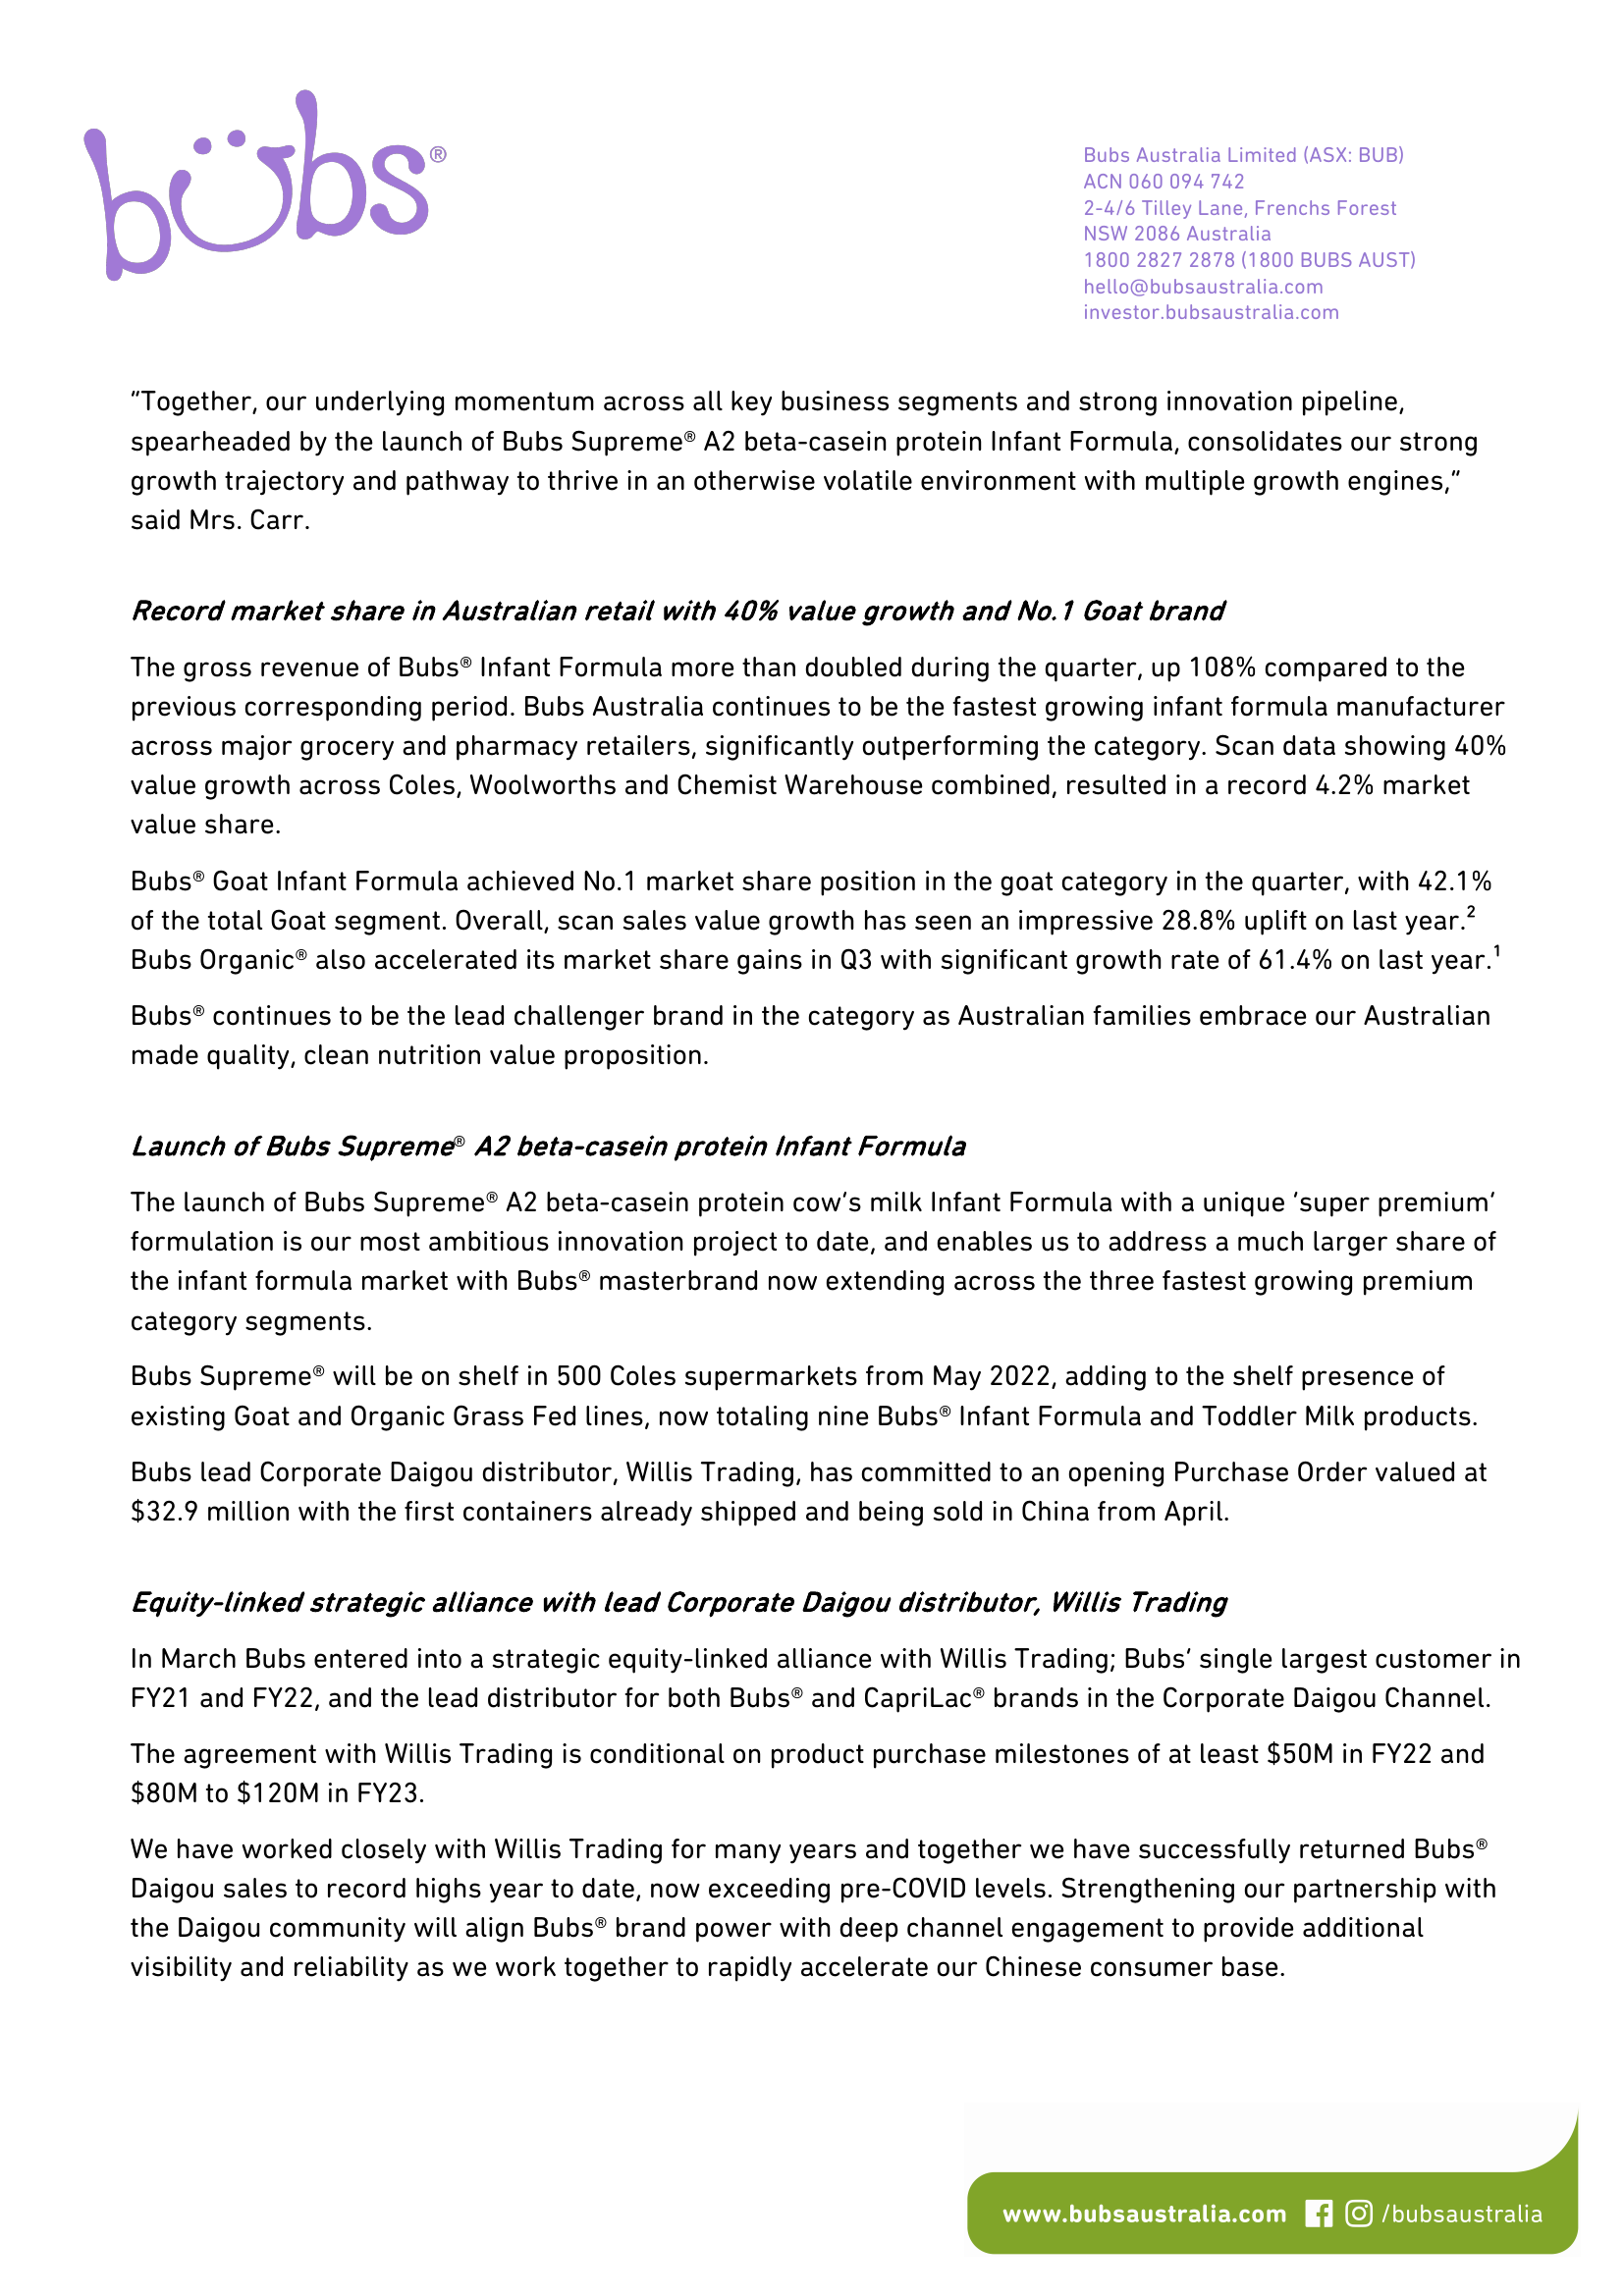 bubs®
Bubs Australia Limited (ASX: BUB)
ACN 060 094 742
2-4/6 Tilley Lane, Frenchs Forest
NSW 2086 Australia
1800 2827 2878 (1800 BUBS AUST)
hello@bubsaustralia.com
investor.bubsaustralia.com
“Together, our underlying momentum across all key business segments and strong innovation pipeline,
spearheaded by the launch of Bubs Supreme® A2 beta-casein protein Infant Formula, consolidates our strong
growth trajectory and pathway to thrive in an otherwise volatile environment with multiple growth engines,”
said Mrs. Carr.
Record market share in Australian retail with 40% value growth and No.1 Goat brand
The gross revenue of Bubs® Infant Formula more than doubled during the quarter, up 108% compared to the
previous corresponding period. Bubs Australia continues to be the fastest growing infant formula manufacturer
across major grocery and pharmacy retailers, significantly outperforming the category. Scan data showing 40%
value growth across Coles, Woolworths and Chemist Warehouse combined, resulted in a record 4.2% market
value share.
Bubs® Goat Infant Formula achieved No.1 market share position in the goat category in the quarter, with 42.1%
of the total Goat segment. Overall, scan sales value growth has seen an impressive 28.8% uplift on last year.²
Bubs Organic® also accelerated its market share gains in Q3 with significant growth rate of 61.4% on last year.¹
Bubs® continues to be the lead challenger brand in the category as Australian families embrace our Australian
made quality, clean nutrition value proposition.
Launch of Bubs Supreme® A2 beta-casein protein Infant Formula
The launch of Bubs Supreme® A2 beta-casein protein cow’s milk Infant Formula with a unique ‘super premium’
formulation is our most ambitious innovation project to date, and enables us to address a much larger share of
the infant formula market with Bubs® masterbrand now extending across the three fastest growing premium
category segments.
Bubs Supreme® will be on shelf in 500 Coles supermarkets from May 2022, adding to the shelf presence of
existing Goat and Organic Grass Fed lines, now totaling nine Bubs® Infant Formula and Toddler Milk products.
Bubs lead Corporate Daigou distributor, Willis Trading, has committed to an opening Purchase Order valued at
$32.9 million with the first containers already shipped and being sold in China from April.
Equity-linked strategic alliance with lead Corporate Daigou distributor, Willis Trading
In March Bubs entered into a strategic equity-linked alliance with Willis Trading; Bubs’ single largest customer in
FY21 and FY22, and the lead distributor for both Bubs® and CapriLac® brands in the Corporate Daigou Channel.
The agreement with Willis Trading is conditional on product purchase milestones of at least $50M in FY22 and
$80M to $120M in FY23.
We have worked closely with Willis Trading for many years and together we have successfully returned Bubs®
Daigou sales to record highs year to date, now exceeding pre-COVID levels. Strengthening our partnership with
the Daigou community will align Bubs® brand power with deep channel engagement to provide additional
visibility and reliability as we work together to rapidly accelerate our Chinese consumer base.
www.bubsaustralia.com /bubsaustralia